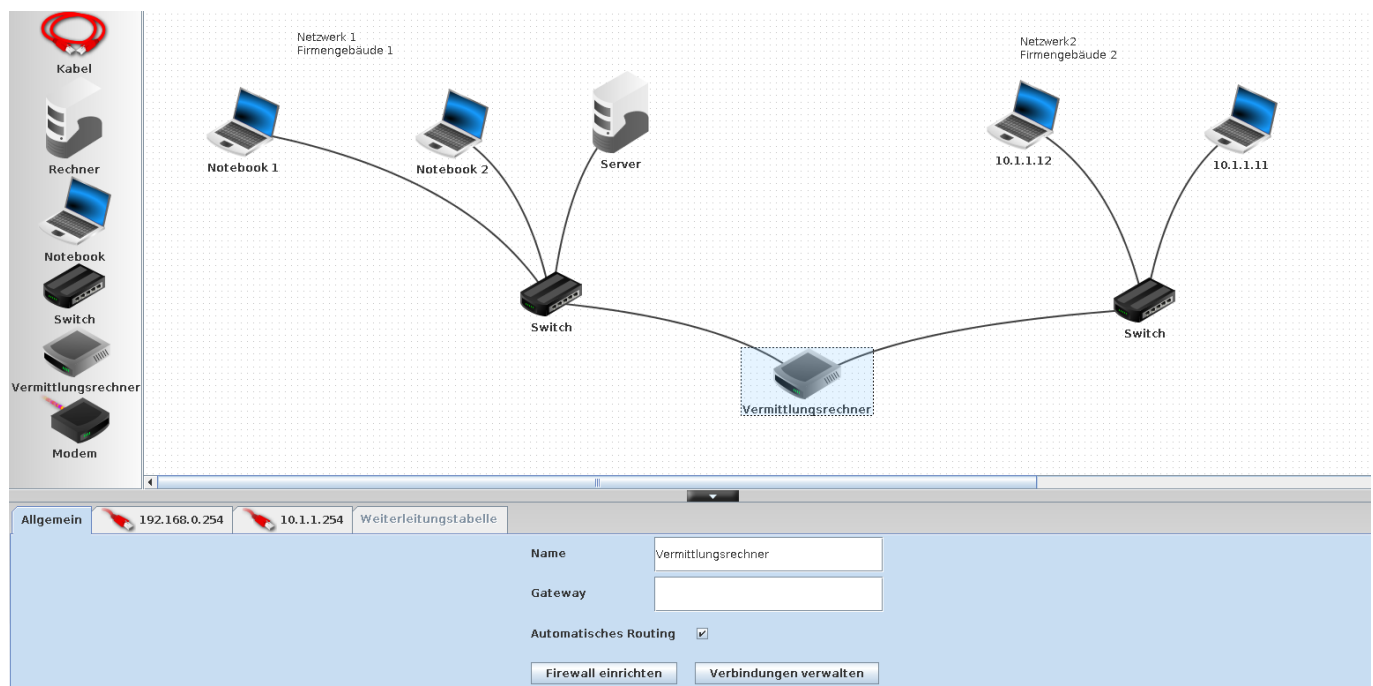 Netzwerk 1
Firmengebäude 1
Netzwerk2
Firmengebäude 2
Kabel
Rechner
Notebook
Switch
Vermittlungsrechner
Modem
Notebook 1
Notebook 2
Server
10.1.1.12
10.1.1.11
Switch
Switch
Vermittlungsrechner
Allgemein
192.168.0.254
10.1.1.254
Weiterleitungstabelle
Name
Vermittlungsrechner
Gateway
Automatisches Routing
Firewall einrichten
Verbindungen verwalten